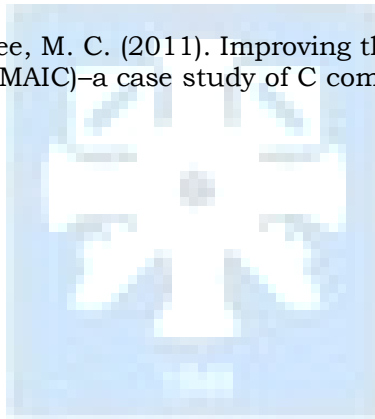 ee, M. C. (2011). Improving th
MAIC)–a case study of C com